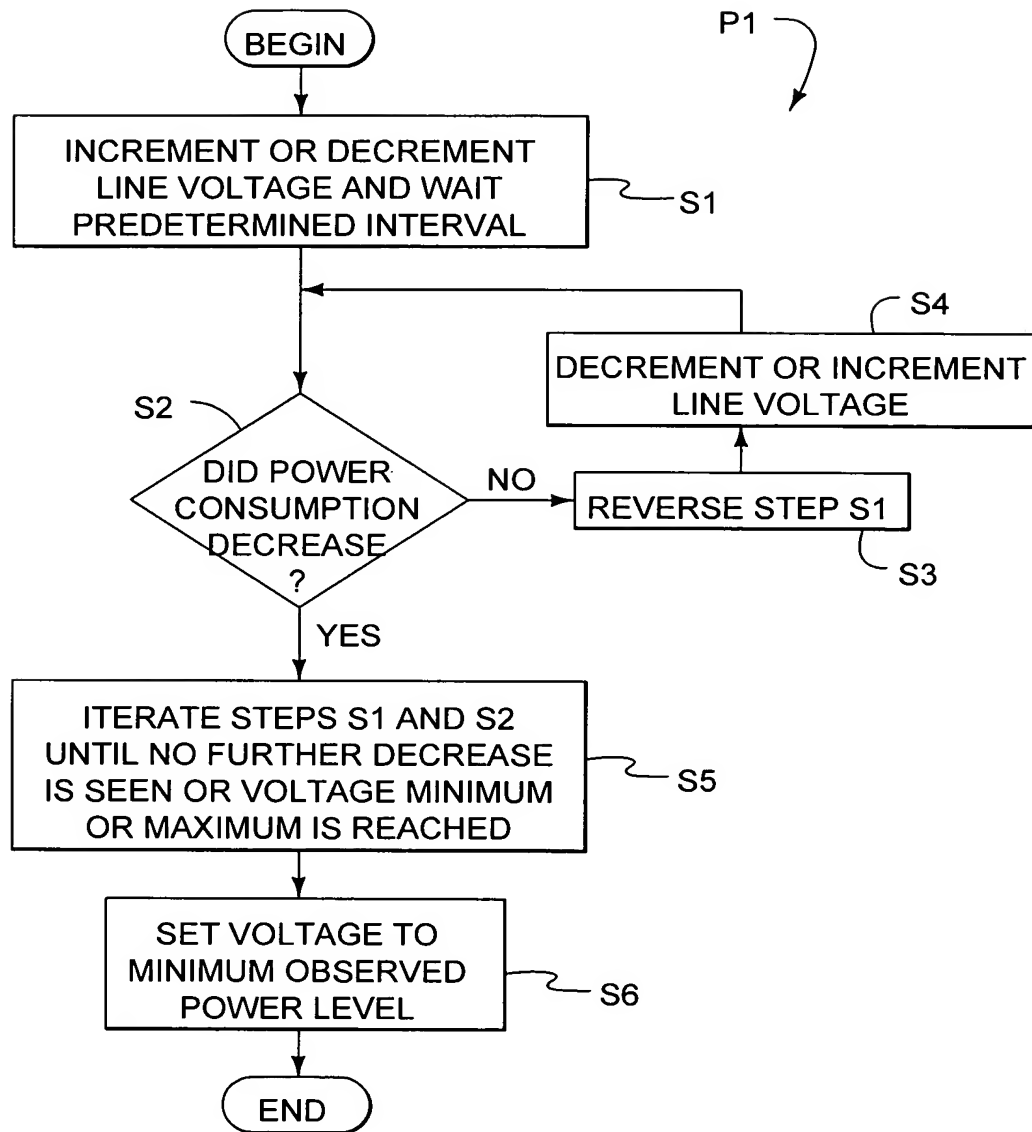 P1
BEGIN
INCREMENT OR DECREMENT
LINE VOLTAGE AND WAIT
PREDETERMINED INTERVAL
S1
S4
DECREMENT OR INCREMENT
LINE VOLTAGE
S2
DID POWER
CONSUMPTION
DECREASE
?
NO
REVERSE STEP S1
S3
YES
ITERATE STEPS S1 AND S2
UNTIL NO FURTHER DECREASE
IS SEEN OR VOLTAGE MINIMUM
OR MAXIMUM IS REACHED
S5
SET VOLTAGE TO
MINIMUM OBSERVED
POWER LEVEL
S6
END